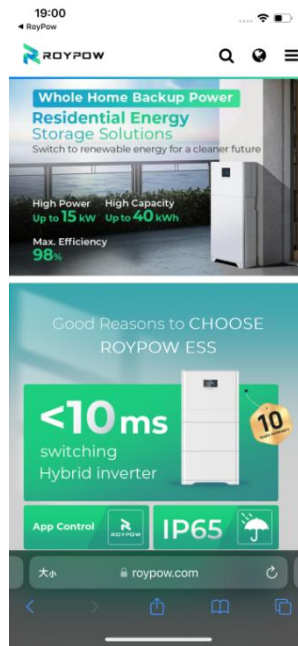 19:00
◀ RoyPow
ROYPOW
Whole Home Backup Power
Residential Energy
Storage Solutions
Switch to renewable energy for a cleaner future
High Power High Capacity
Up to 15 kW Up to 40 kWh
Max. Efficiency
98%
Good Reasons to CHOOSE
ROYPOW ESS
<10 ms
switching
Hybrid inverter
10
App Control
ROYPOW
IP65
大小 roypow.com